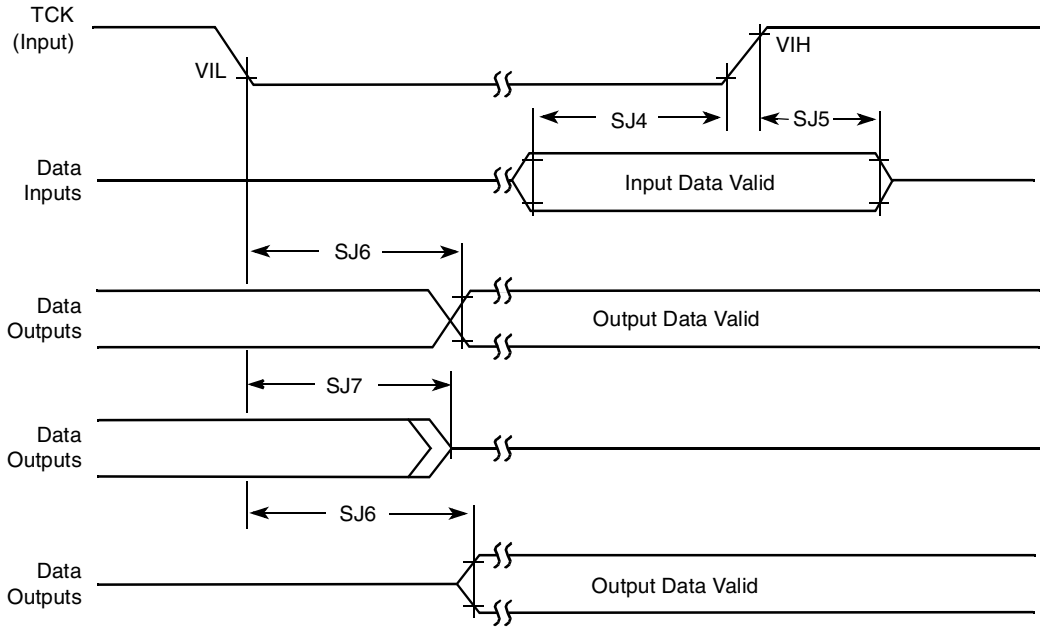 TCK
(Input)
VIL
VIH
SJ4
SJ5
Data
Inputs
Input Data Valid
SJ6
Data
Outputs
Output Data Valid
SJ7
Data
Outputs
SJ6
Data
Outputs
Output Data Valid